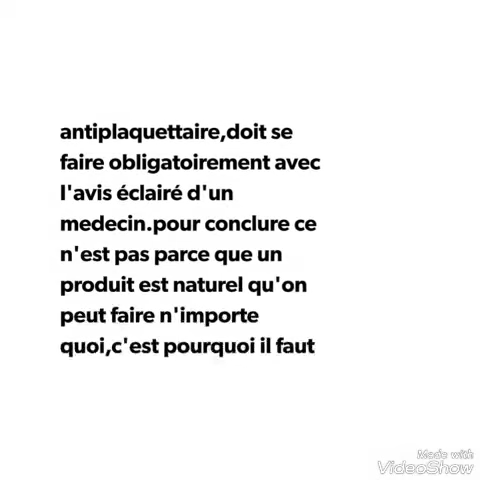 antiplaquettaire,doit se
faire obligatoirement avec
l'avis éclairé d'un
medecin.pour conclure ce
n'est pas parce que un
produit est naturel qu'on
peut faire n'importe
quoi,c'est pourquoi il faut
Made with
VideoShow